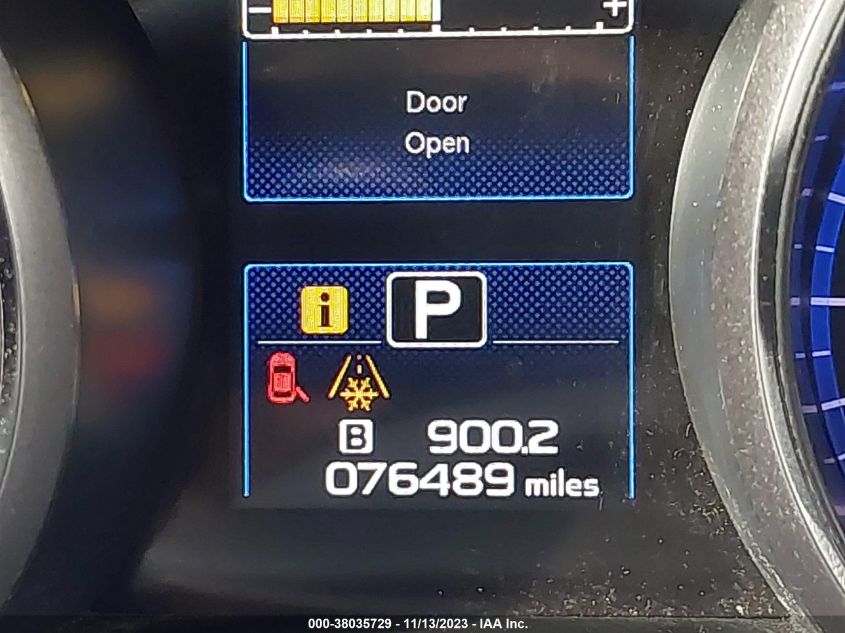 − +
Door
Open
i
P
B 900.2
076489 miles
000-38035729 - 11/13/2023 - IAA Inc.